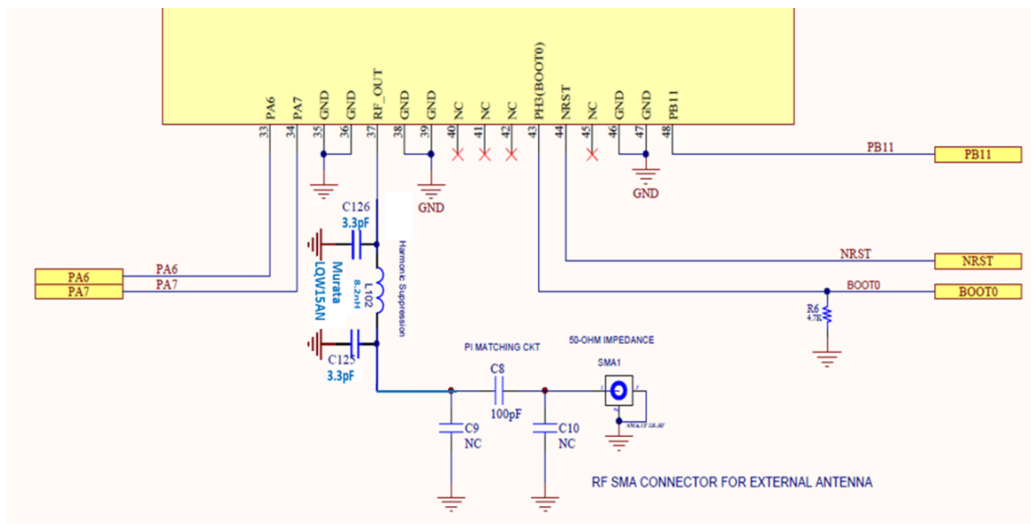 33 PA6
34 PA7
35 GND
36 GND
37 RF_OUT
38 GND
39 GND
40 NC
41 NC
42 NC
43 PH3(BOOT0)
44 NRST
45 NC
46 GND
47 GND
48 PB11
PB11 PB11
GND
GND
C126
3.3pF
Harmonic Suppression
Murata
LQW15AN
8.2nH
L102
NRST NRST
PA6 PA6
PA7 PA7
BOOT0 BOOT0
R6
4.7K
C125
3.3pF
PI MATCHING CKT
50-OHM IMPEDANCE
C8
SMA1
100pF
1
2
C9
NC
C10
NC
RF SMA CONNECTOR FOR EXTERNAL ANTENNA